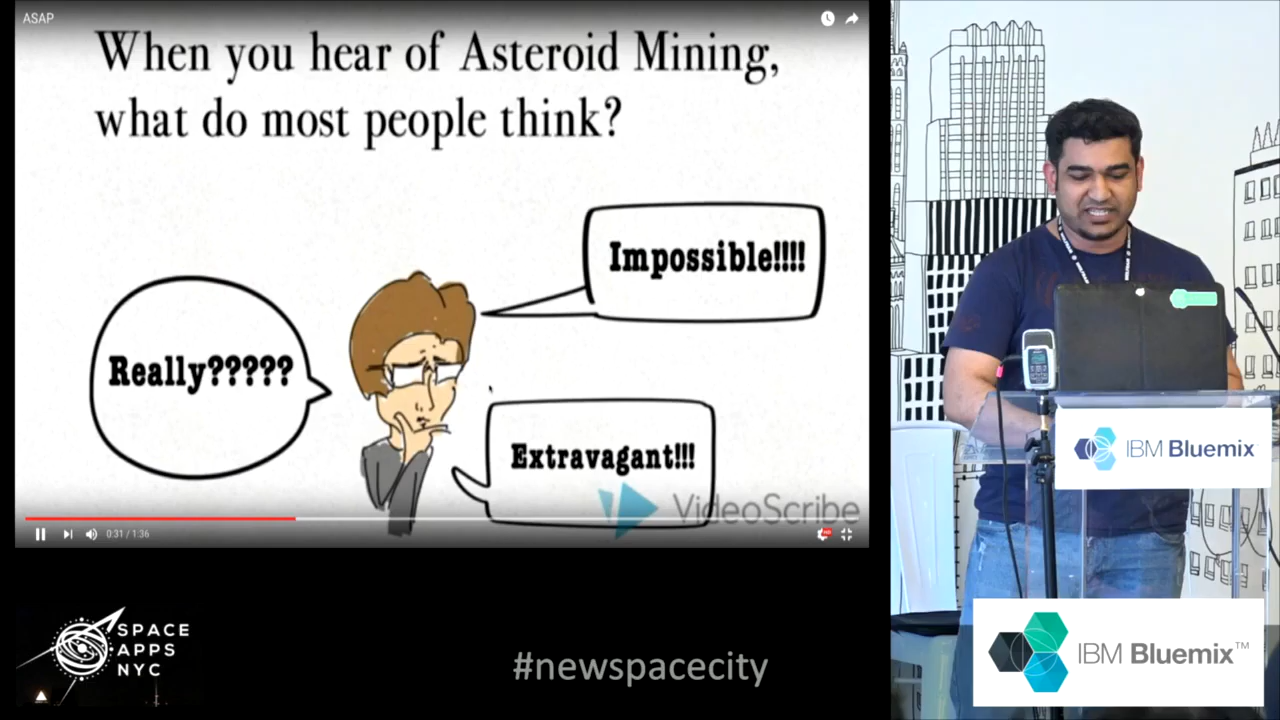 ASAP
When you hear of Asteroid Mining,
what do most people think?
Impossible!!!!
Really?????
Extravagant!!!
VideoScribe
0:31 / 1:36
SPACE
APPS
NYC
#newspacecity
IBM Bluemix
IBM Bluemix™